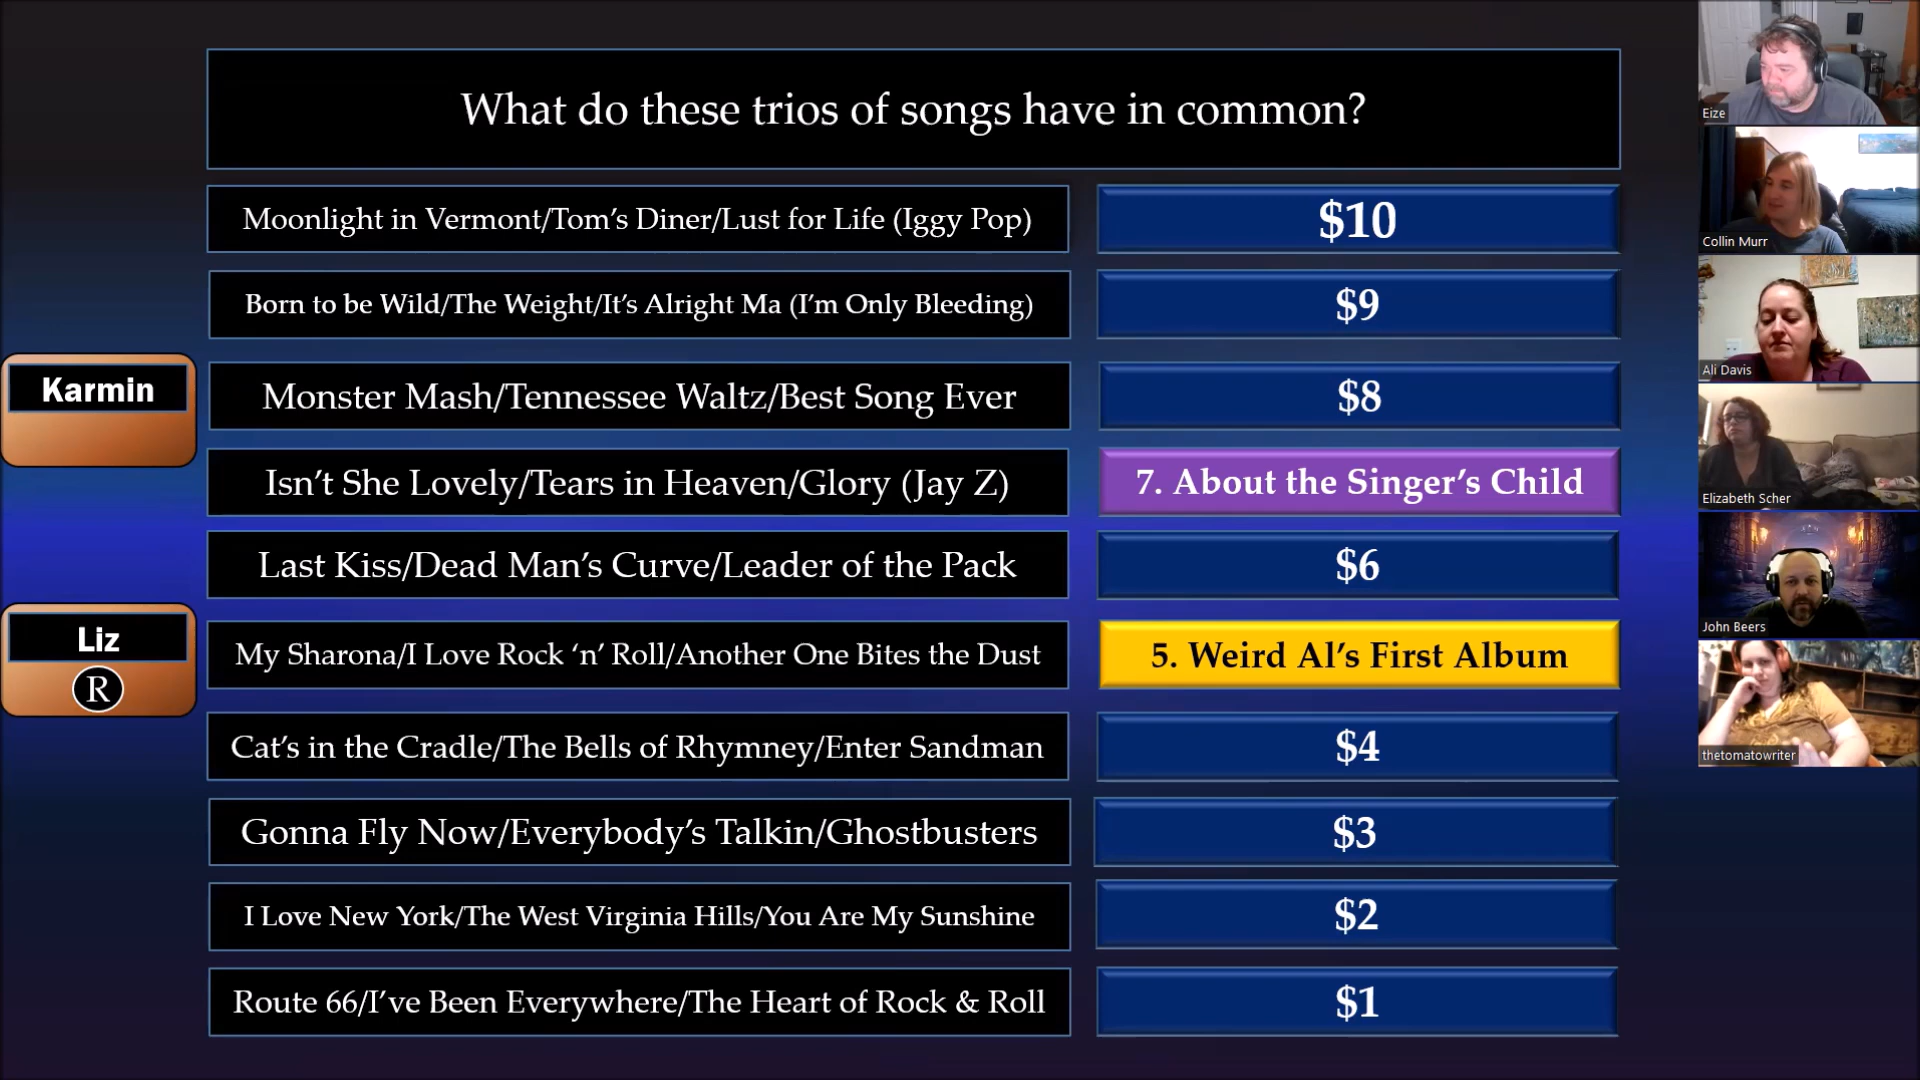 What do these trios of songs have in common?
Moonlight in Vermont/Tom's Diner/Lust for Life (Iggy Pop)
$10
Born to be Wild/The Weight/It's Alright Ma (I'm Only Bleeding)
$9
Karmin
Monster Mash/Tennessee Waltz/Best Song Ever
$8
Isn't She Lovely/Tears in Heaven/Glory (Jay Z)
7. About the Singer's Child
Last Kiss/Dead Man's Curve/Leader of the Pack
$6
Liz
R
My Sharona/I Love Rock 'n' Roll/Another One Bites the Dust
5. Weird Al's First Album
Cat's in the Cradle/The Bells of Rhymney/Enter Sandman
$4
Gonna Fly Now/Everybody's Talkin/Ghostbusters
$3
I Love New York/The West Virginia Hills/You Are My Sunshine
$2
Route 66/I've Been Everywhere/The Heart of Rock & Roll
$1
Eize
Collin Murr
Ali Davis
Elizabeth Scher
John Beers
thetomatowriter